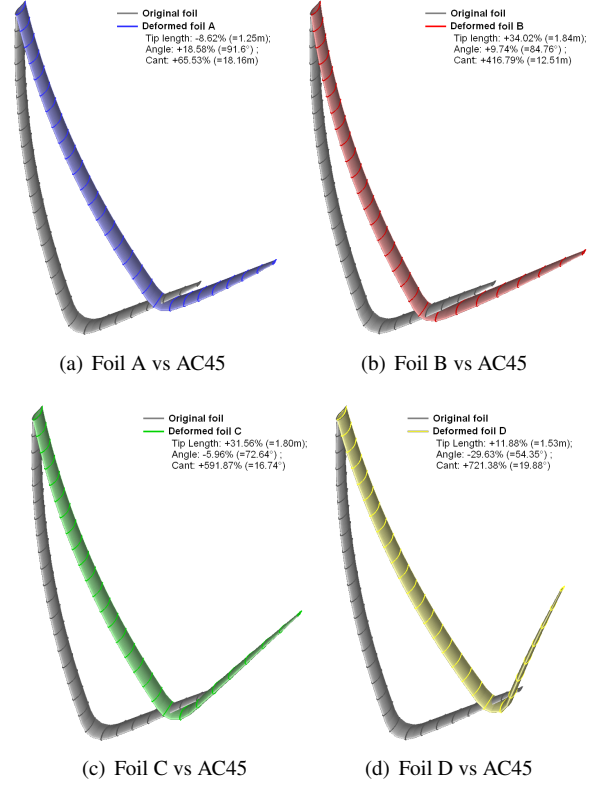 Original foil
Deformed foil A
Tip length: -8.62% (=1.25m);
Angle: +18.58% (=91.6°) ;
Cant: +65.53% (=18.16m)
Original foil
Deformed foil B
Tip length: +34.02% (=1.84m);
Angle: +9.74% (=84.76°) ;
Cant: +416.79% (=12.51m)
(a) Foil A vs AC45
(b) Foil B vs AC45
Original foil
Deformed foil C
Tip Length: +31.56% (=1.80m);
Angle: -5.96% (=72.64°) ;
Cant: +591.87% (=16.74°)
Original foil
Deformed foil D
Tip Length: +11.88% (=1.53m);
Angle: -29.63% (=54.35°) ;
Cant: +721.38% (=19.88°)
(c) Foil C vs AC45
(d) Foil D vs AC45